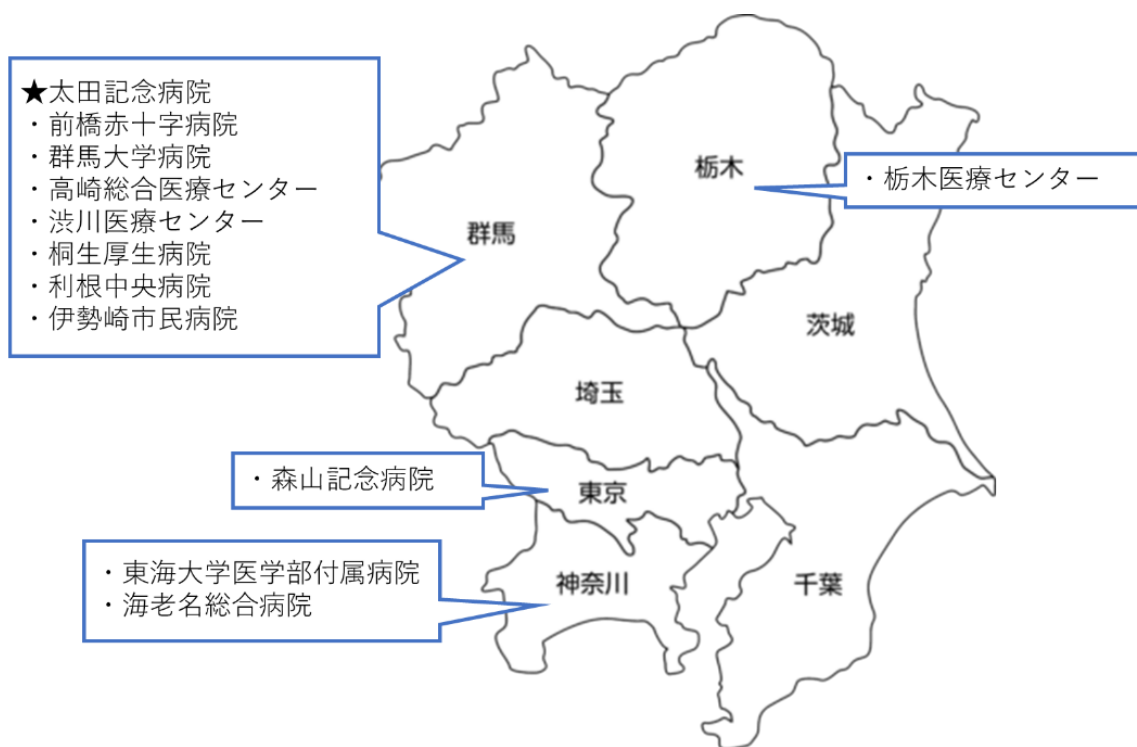 ★太田記念病院
・前橋赤十字病院
・群馬大学病院
・高崎総合医療センター
・渋川医療センター
・桐生厚生病院
・利根中央病院
・伊勢崎市民病院
栃木
・栃木医療センター
群馬
茨城
埼玉
・森山記念病院
東京
・東海大学医学部付属病院
・海老名総合病院
神奈川
千葉